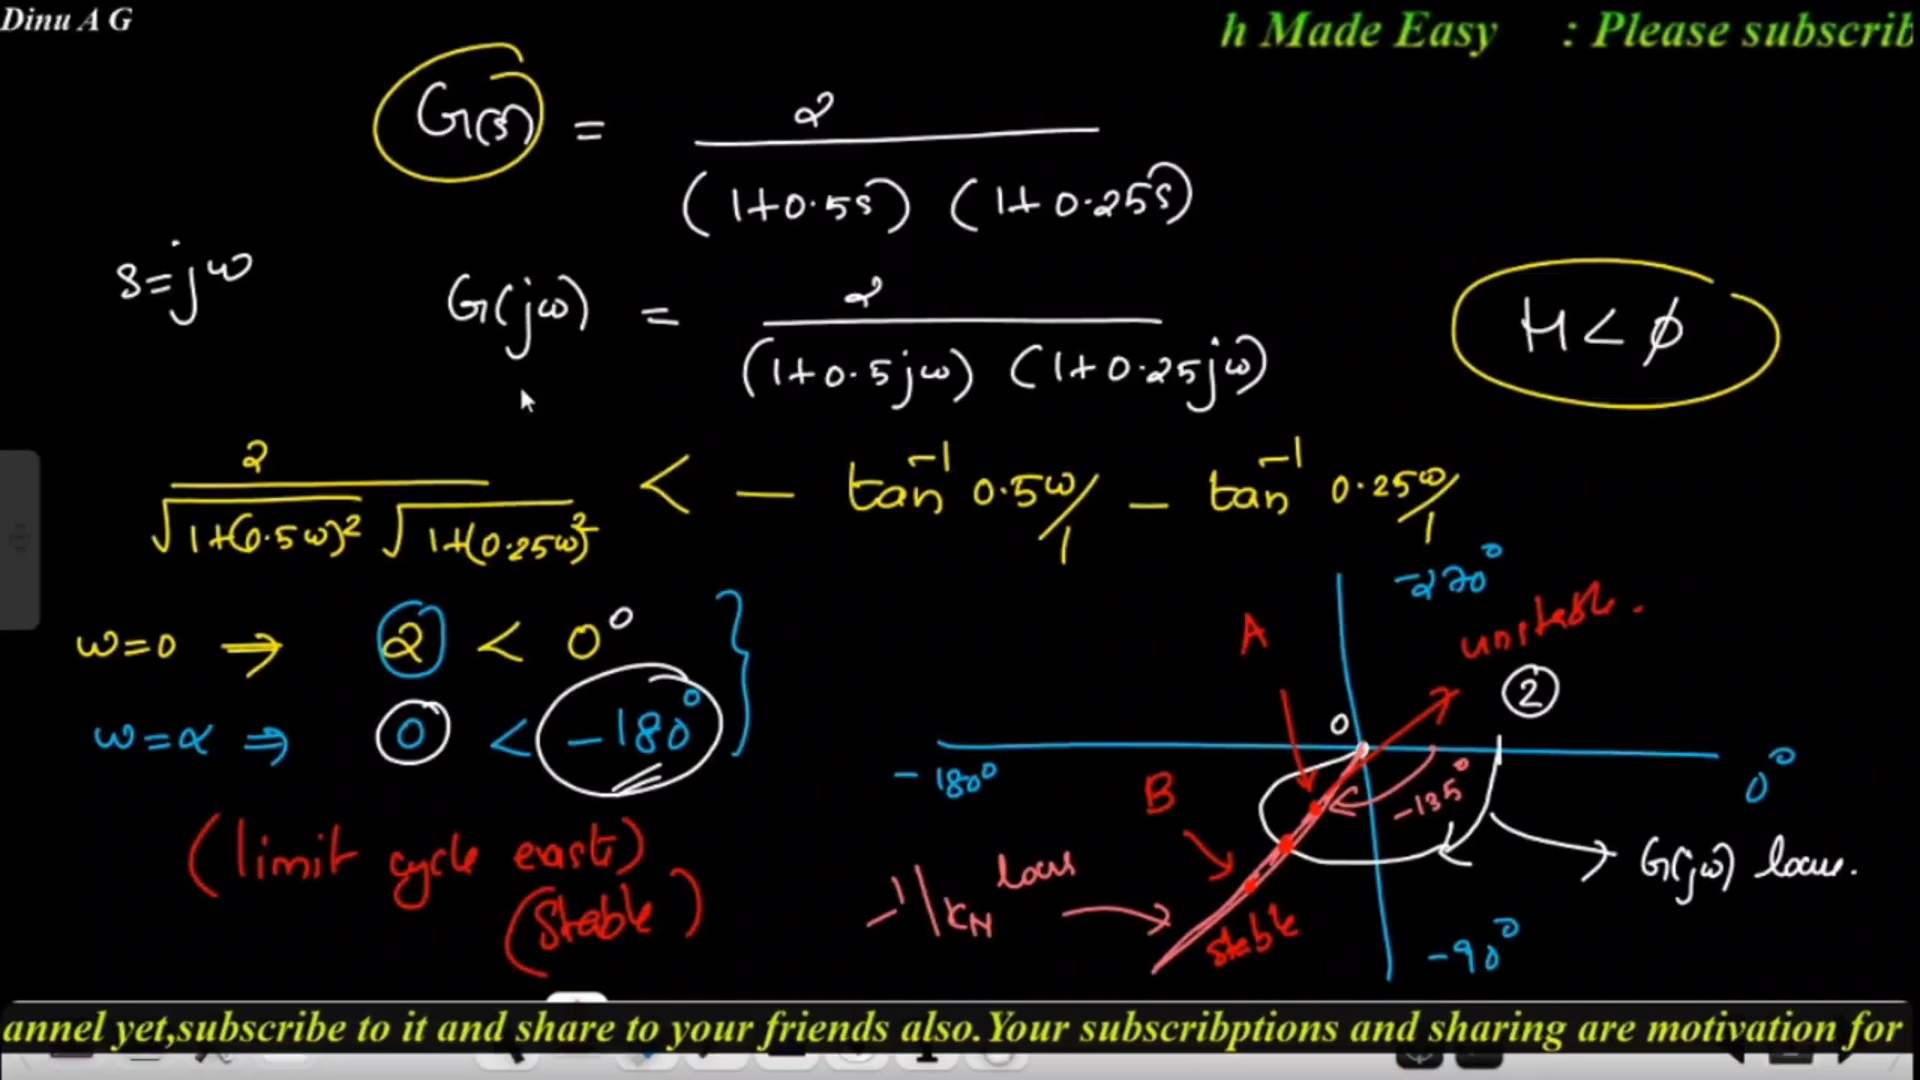 Dinu A G
h Made Easy : Please subscrib
G(s) = 2 / (1+0.5s) (1+0.25s)
s=jω
G(jω) = 2 / (1+0.5jω) (1+0.25jω)
M < ϕ
2 / √1+(0.5ω)² √1+(0.25ω)² < − tan⁻¹ 0.5ω/1 − tan⁻¹ 0.25ω/1
ω=0 ⇒ 2 < 0°
ω=α ⇒ 0 < −180°
(limit cycle exist)
(Stable)
-270°
A
unstable.
2
0
-180°
0°
B
-135°
G(jω) locus.
-1/KN locus
stable
-90°
annel yet,subscribe to it and share to your friends also.Your subscribptions and sharing are motivation for